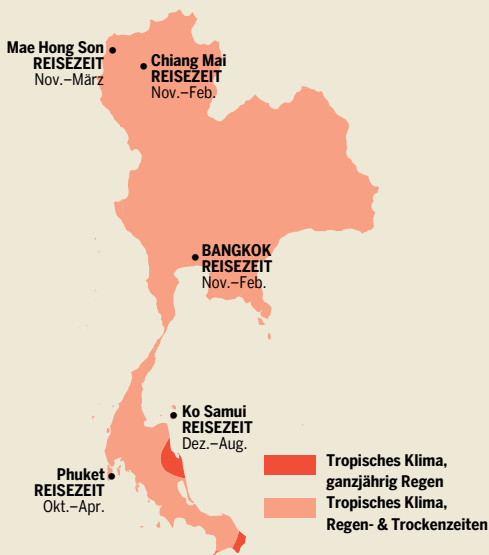 Mae Hong Son
REISEZEIT
Nov.–März
Chiang Mai
REISEZEIT
Nov.–Feb.
BANGKOK
REISEZEIT
Nov.–Feb.
Ko Samui
REISEZEIT
Dez.–Aug.
Phuket
REISEZEIT
Okt.–Apr.
Tropisches Klima,
ganzjährig Regen
Tropisches Klima,
Regen- & Trockenzeiten